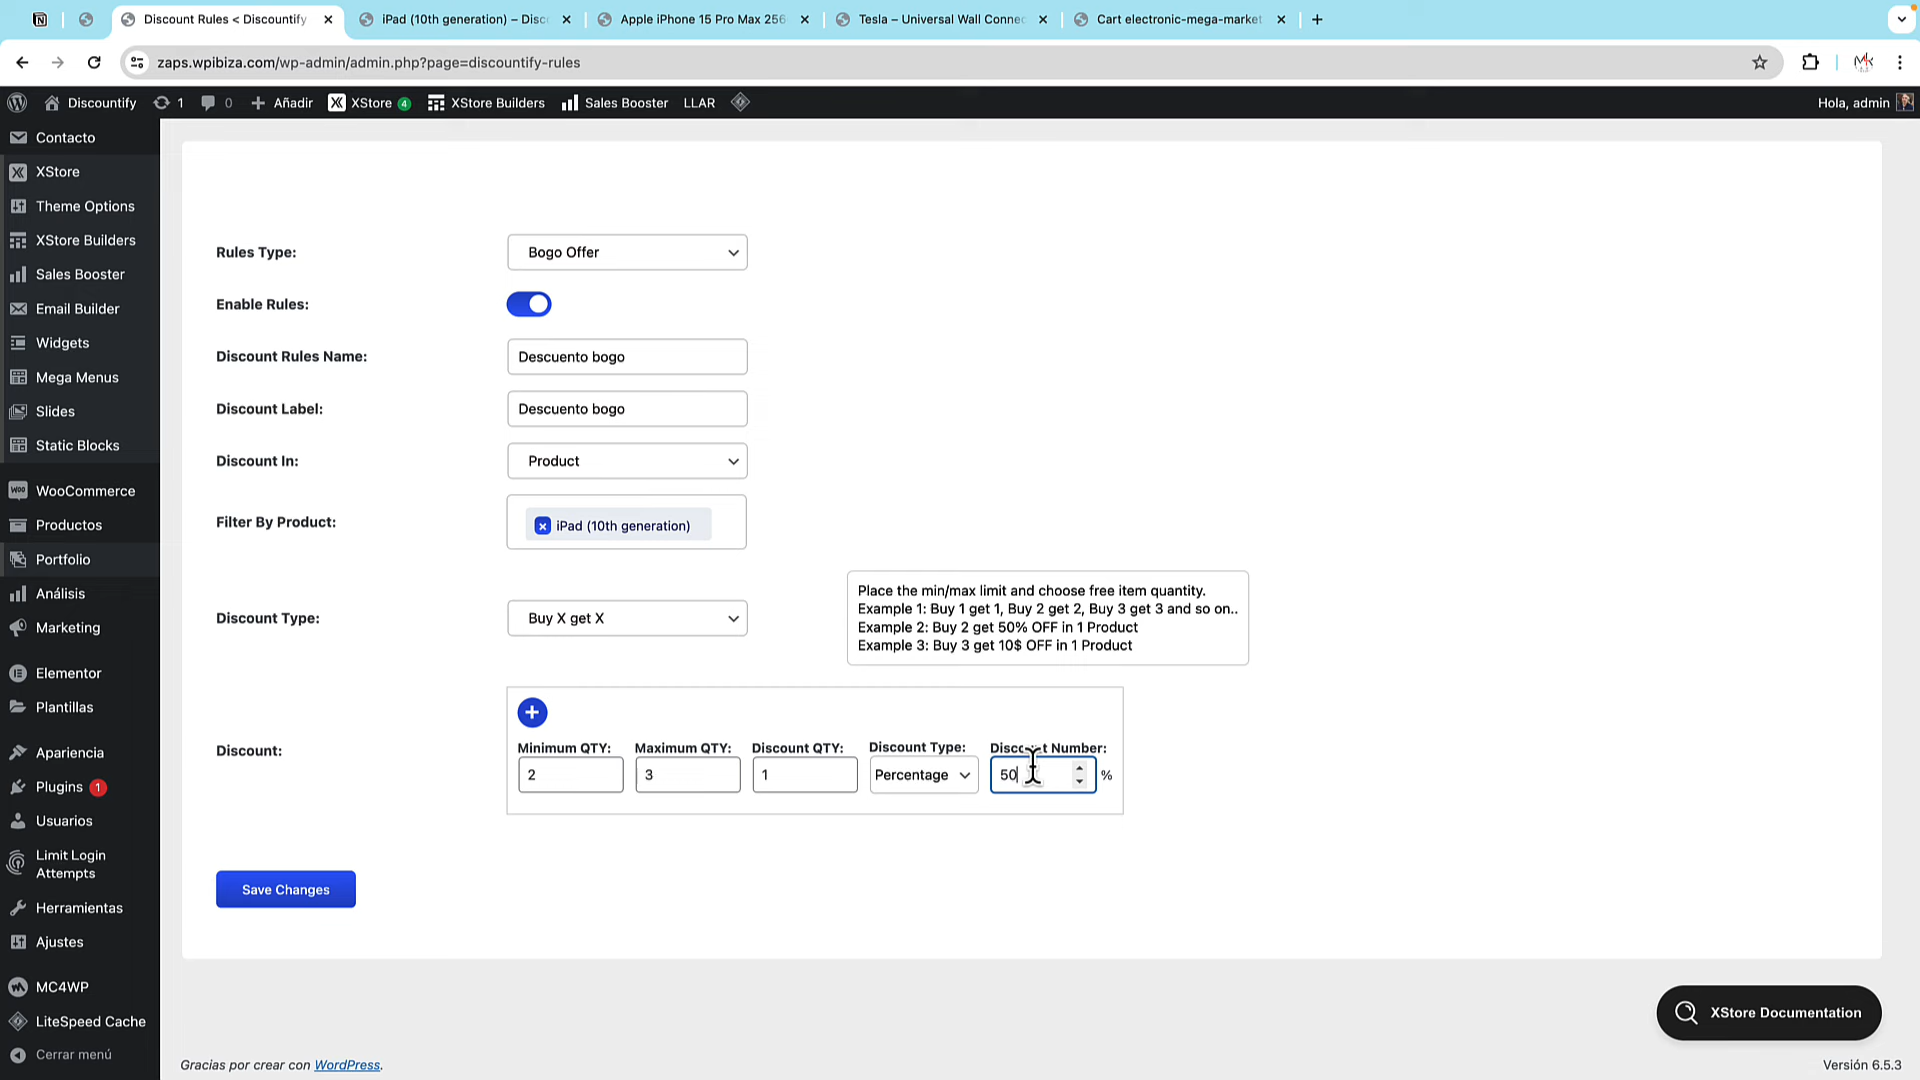 Discount Rules < Discountify
iPad (10th generation) – Disc
Apple iPhone 15 Pro Max 256
Tesla – Universal Wall Connec
Cart electronic-mega-market
zaps.wpibiza.com/wp-admin/admin.php?page=discountify-rules
Discountify
1
0
Añadir
XStore 4
XStore Builders
Sales Booster
LLAR
Hola, admin
Contacto
XStore
Theme Options
XStore Builders
Sales Booster
Email Builder
Widgets
Mega Menus
Slides
Static Blocks
WooCommerce
Productos
Portfolio
Análisis
Marketing
Elementor
Plantillas
Apariencia
Plugins 1
Usuarios
Limit Login
Attempts
Herramientas
Ajustes
MC4WP
LiteSpeed Cache
Cerrar menú
Rules Type:
Bogo Offer
Enable Rules:
Discount Rules Name:
Descuento bogo
Discount Label:
Descuento bogo
Discount In:
Product
Filter By Product:
iPad (10th generation)
Discount Type:
Buy X get X
Place the min/max limit and choose free item quantity.
Example 1: Buy 1 get 1, Buy 2 get 2, Buy 3 get 3 and so on..
Example 2: Buy 2 get 50% OFF in 1 Product
Example 3: Buy 3 get 10$ OFF in 1 Product
Discount:
Minimum QTY: Maximum QTY: Discount QTY: Discount Type: Discount Number:
2 3 1 Percentage 50 %
Save Changes
XStore Documentation
Gracias por crear con WordPress.
Versión 6.5.3